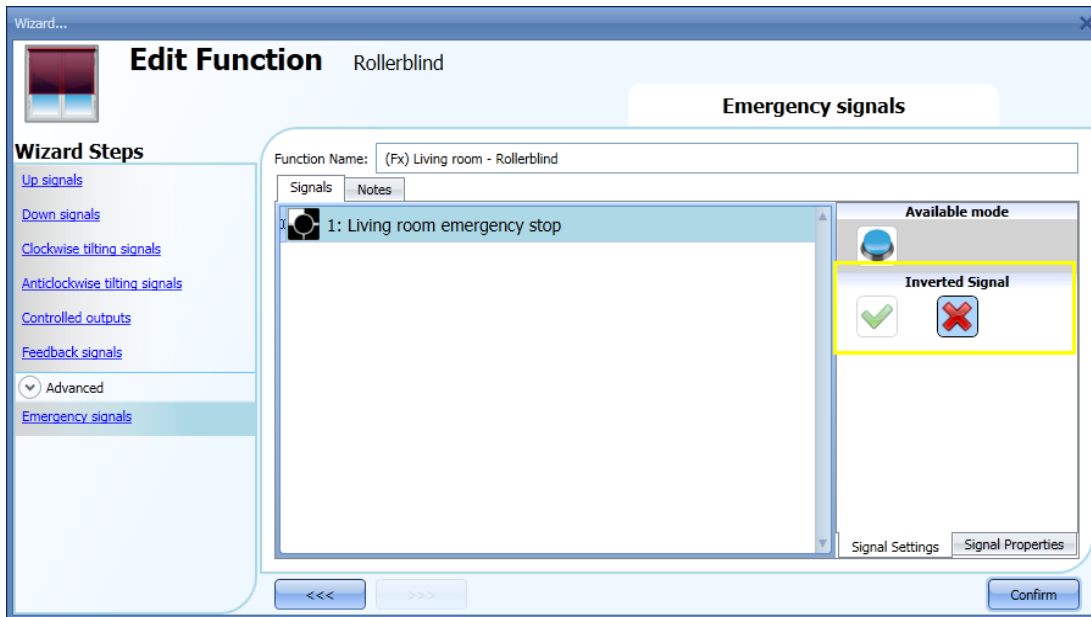 Wizard...
Edit Function Rollerblind
Emergency signals
Wizard Steps
Up signals
Down signals
Clockwise tilting signals
Anticlockwise tilting signals
Controlled outputs
Feedback signals
Advanced
Emergency signals
Function Name: (Fx) Living room - Rollerblind
Signals Notes
1: Living room emergency stop
Available mode
Inverted Signal
Signal Settings Signal Properties
<<< >>> Confirm